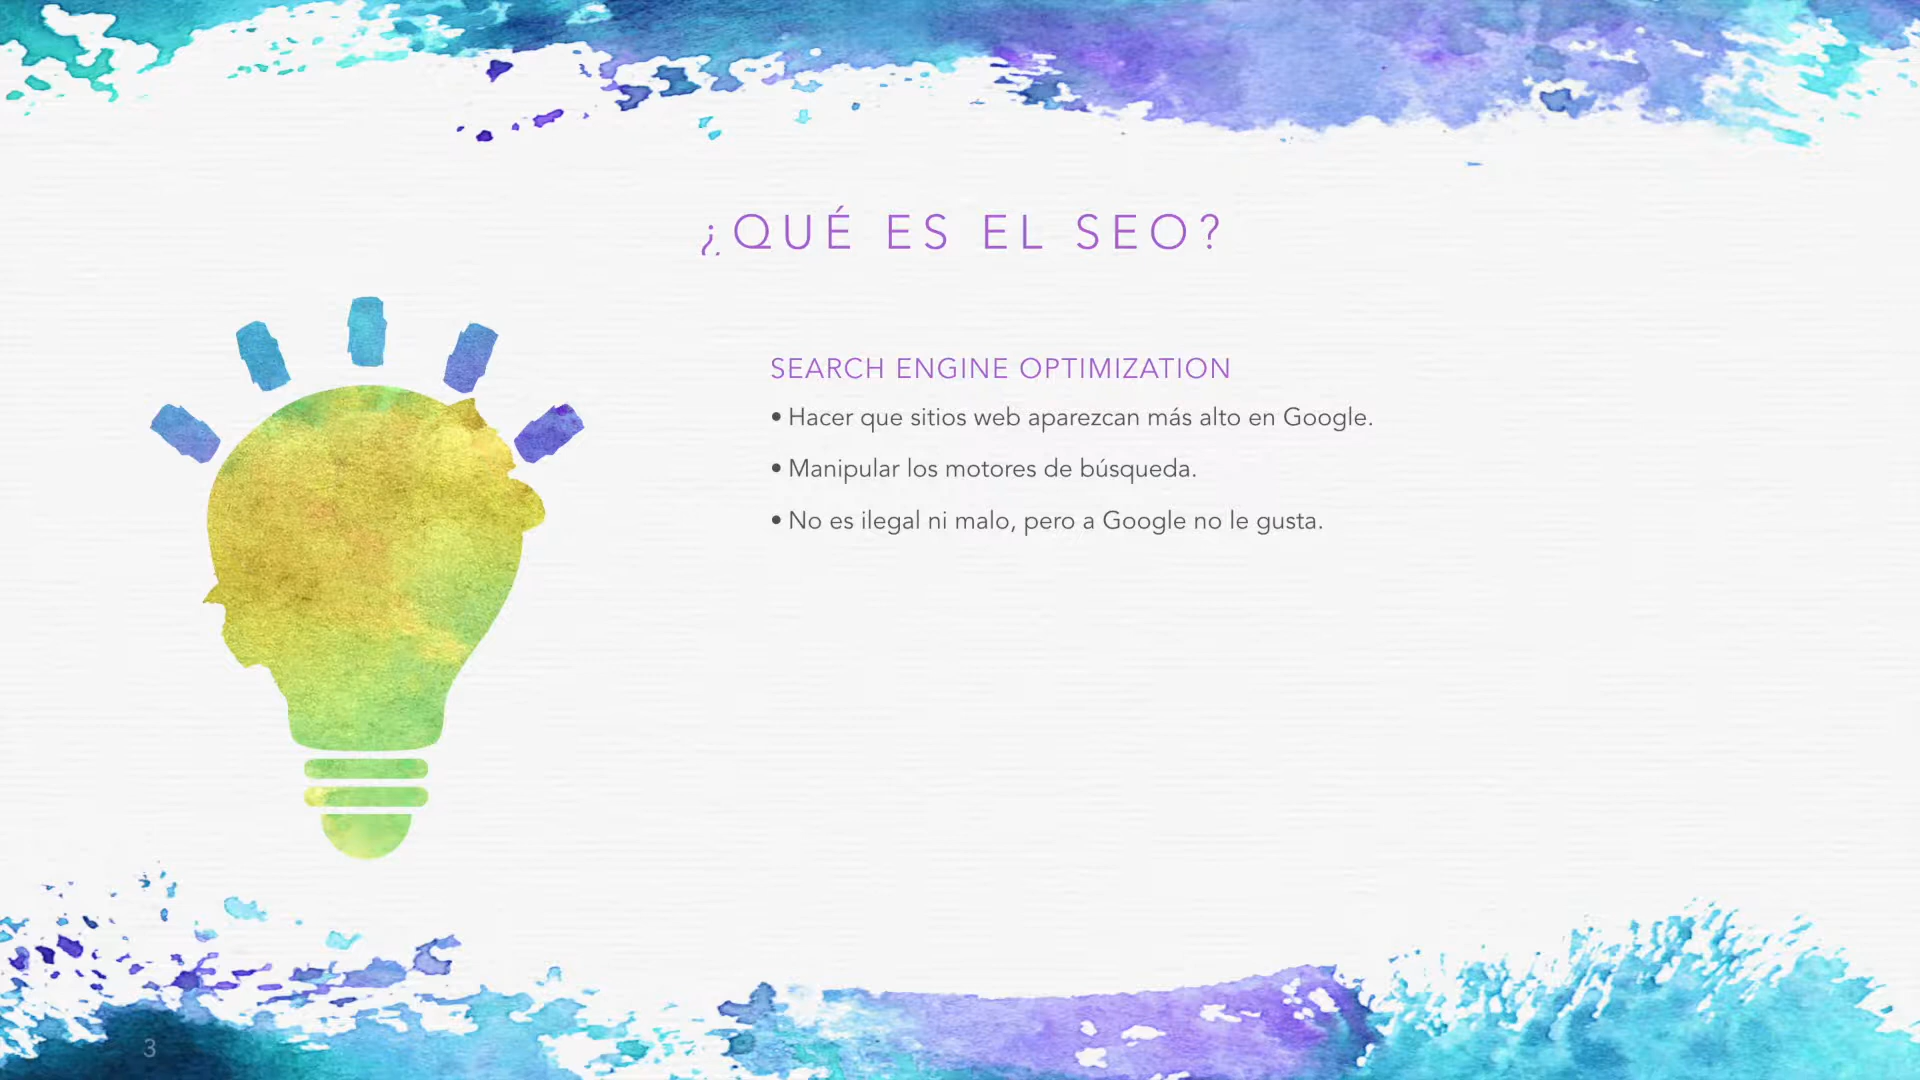 ¿QUÉ ES EL SEO?
SEARCH ENGINE OPTIMIZATION
• Hacer que sitios web aparezcan más alto en Google.
• Manipular los motores de búsqueda.
• No es ilegal ni malo, pero a Google no le gusta.
3